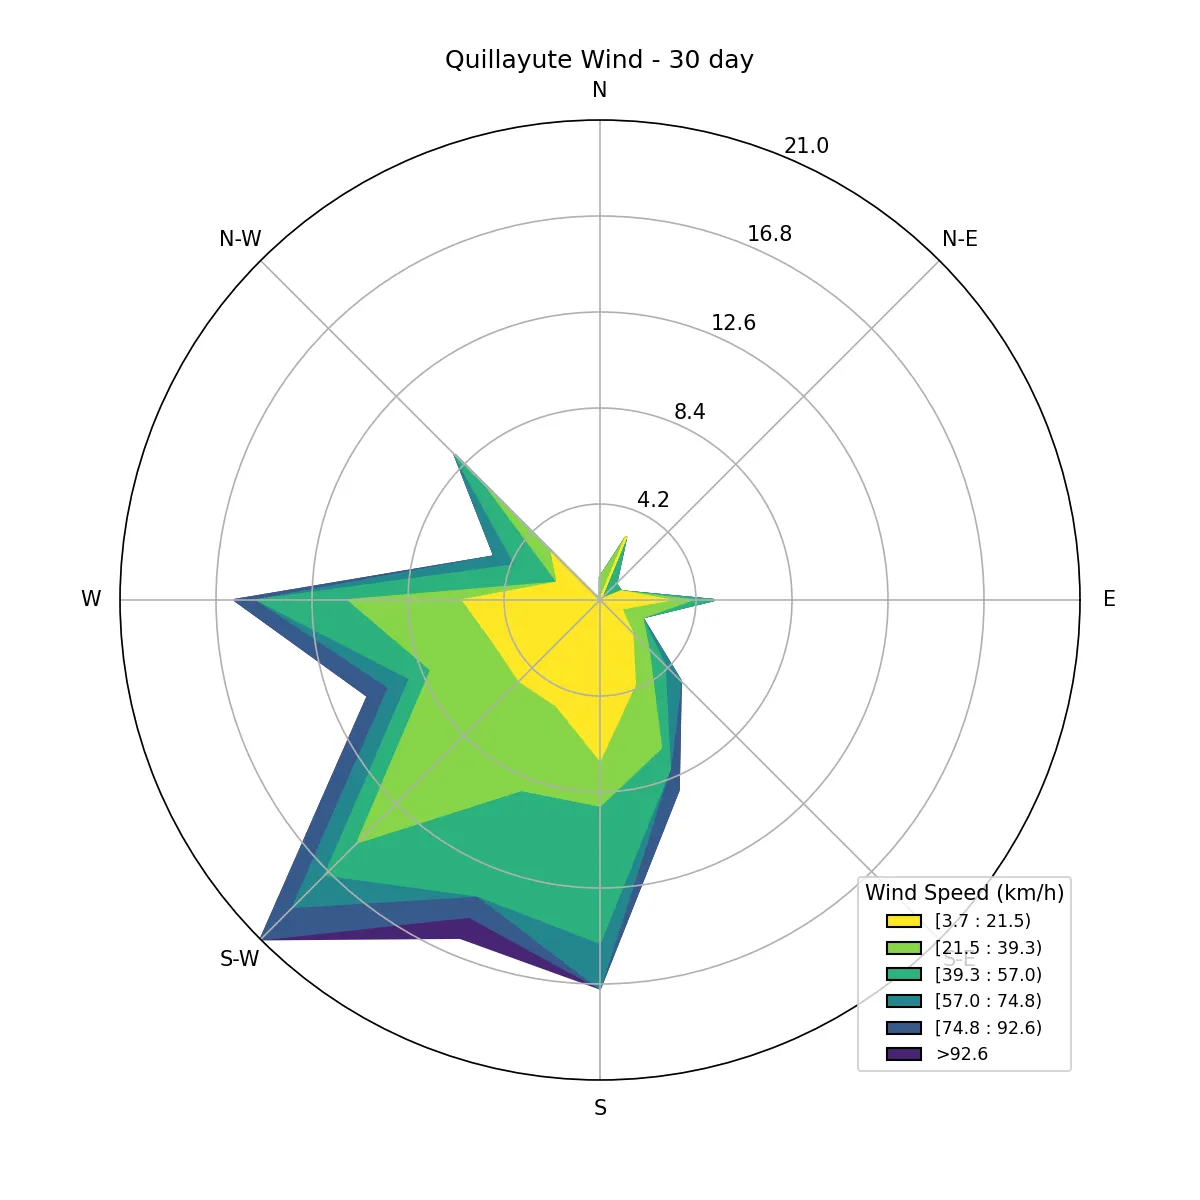 Quillayute Wind - 30 day
N
21.0
16.8
N-W
N-E
12.6
8.4
4.2
W
E
Wind Speed (km/h)
[3.7 : 21.5)
[21.5 : 39.3)
S-W
S-E
[39.3 : 57.0)
[57.0 : 74.8)
[74.8 : 92.6)
>92.6
S